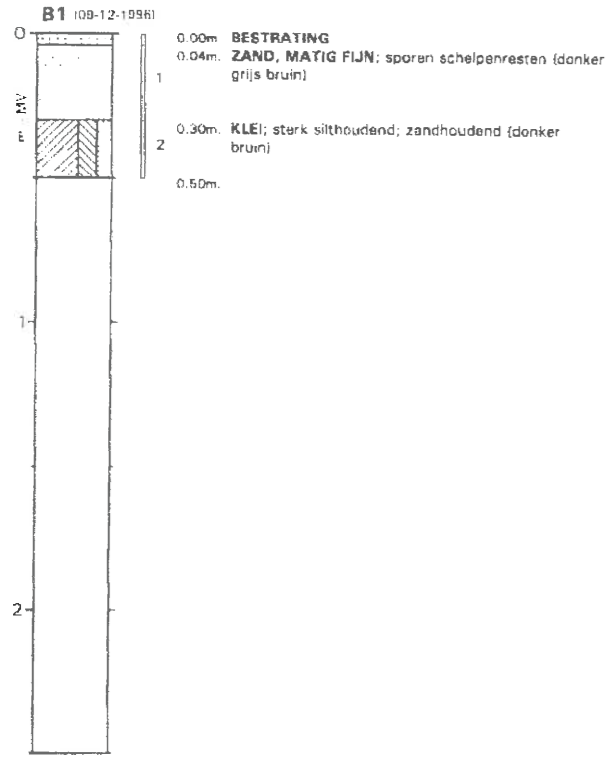 B1 (09-12-1996)
0
0.00m BESTRATING
0.04m. ZAND, MATIG FIJN; sporen schelpenresten (donker
grijs bruin)
1
m - MV
0.30m. KLEI; sterk silthoudend; zandhoudend (donker
bruin)
2
0.50m.
1
2